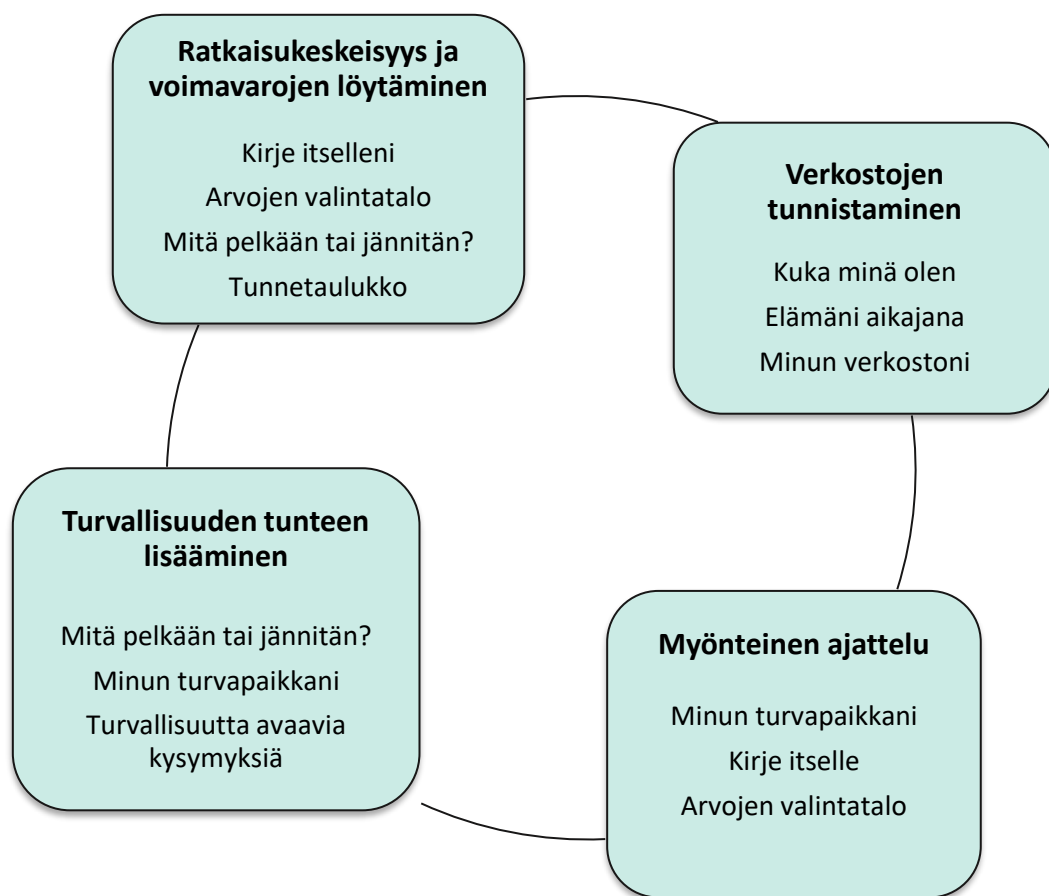 Ratkaisukeskeisyys ja
voimavarojen löytäminen
Kirje itselleni
Arvojen valintatalo
Mitä pelkään tai jännitän?
Tunnetaulukko
Verkostojen
tunnistaminen
Kuka minä olen
Elämäni aikajana
Minun verkostoni
Turvallisuuden tunteen
lisääminen
Mitä pelkään tai jännitän?
Minun turvapaikkani
Turvallisuutta avaavia
kysymyksiä
Myönteinen ajattelu
Minun turvapaikkani
Kirje itselle
Arvojen valintatalo